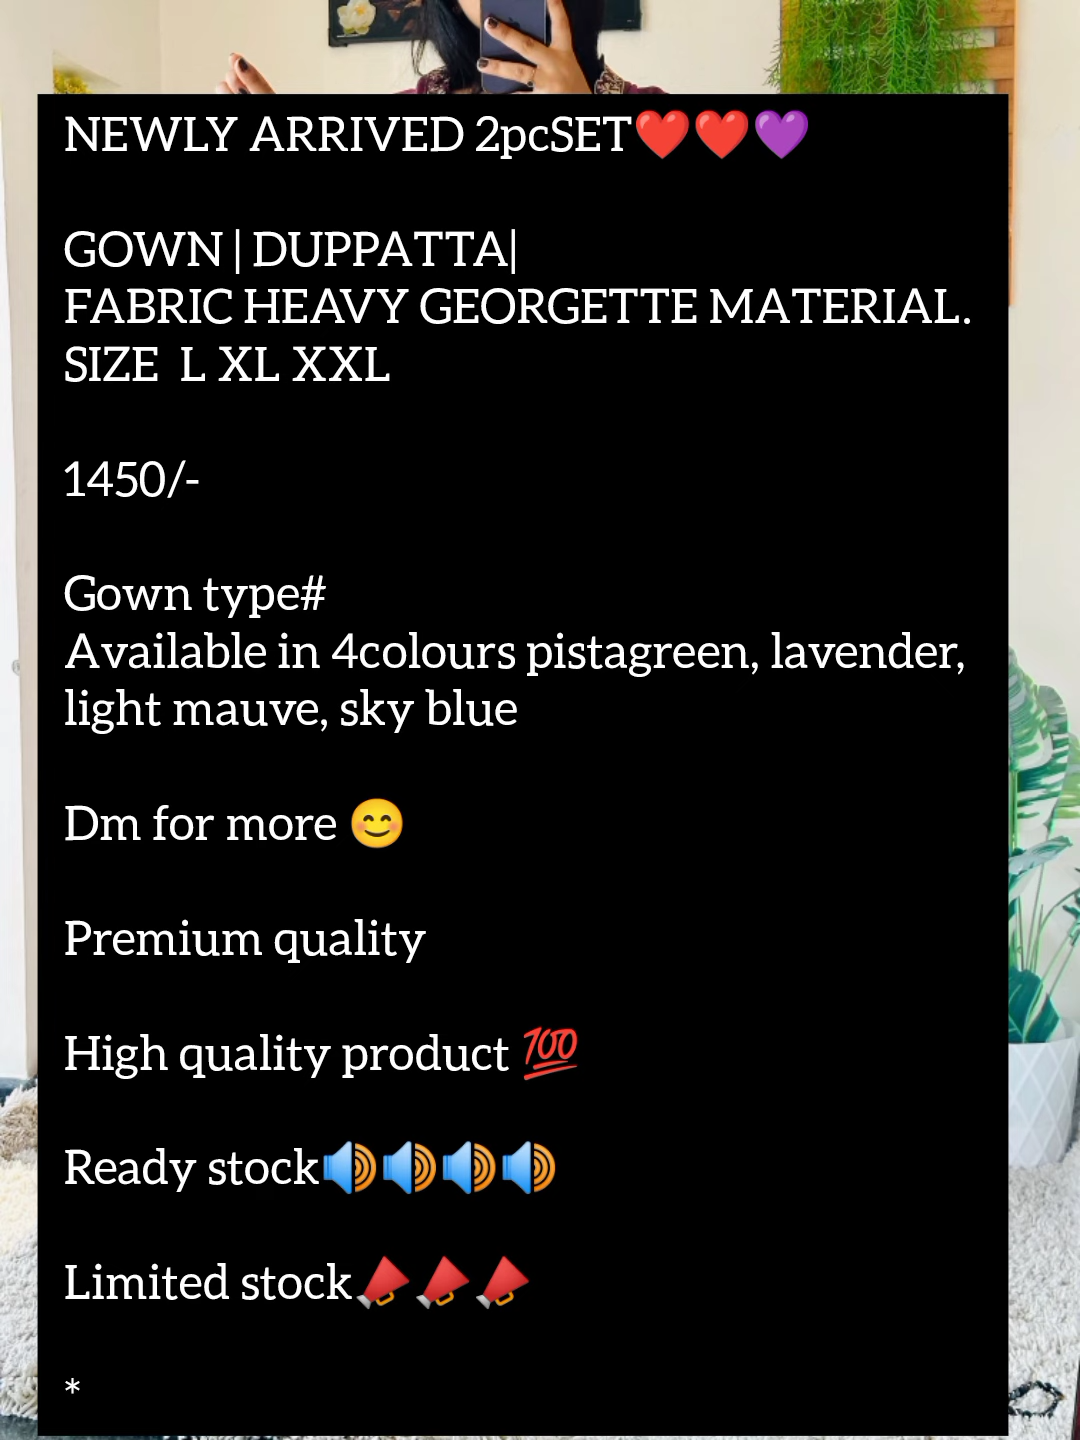 NEWLY ARRIVED 2pcSET❤️❤️💜
GOWN | DUPPATTA|
FABRIC HEAVY GEORGETTE MATERIAL.
SIZE  L XL XXL
1450/-
Gown type#
Available in 4colours pistagreen, lavender,
light mauve, sky blue
Dm for more 😊
Premium quality
High quality product 💯
Ready stock🔊🔊🔊🔊
Limited stock📣📣📣
*